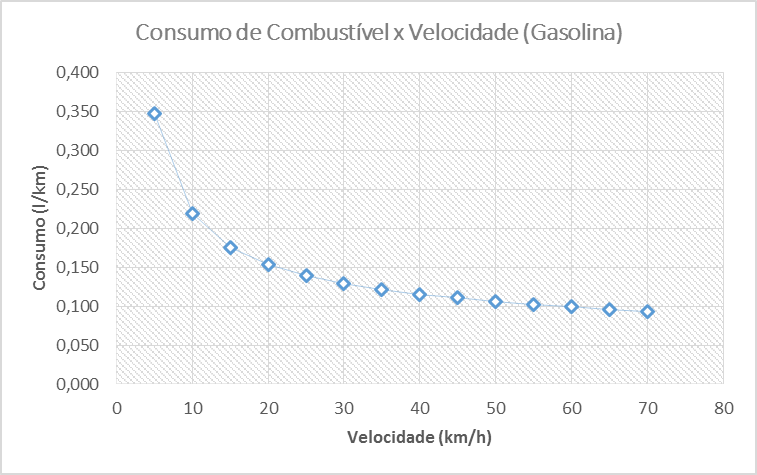 Consumo de Combustível x Velocidade (Gasolina)
0,400
0,350
0,300
0,250
0,200
0,150
0,100
0,050
0,000
Consumo (l/km)
0 10 20 30 40 50 60 70 80
Velocidade (km/h)